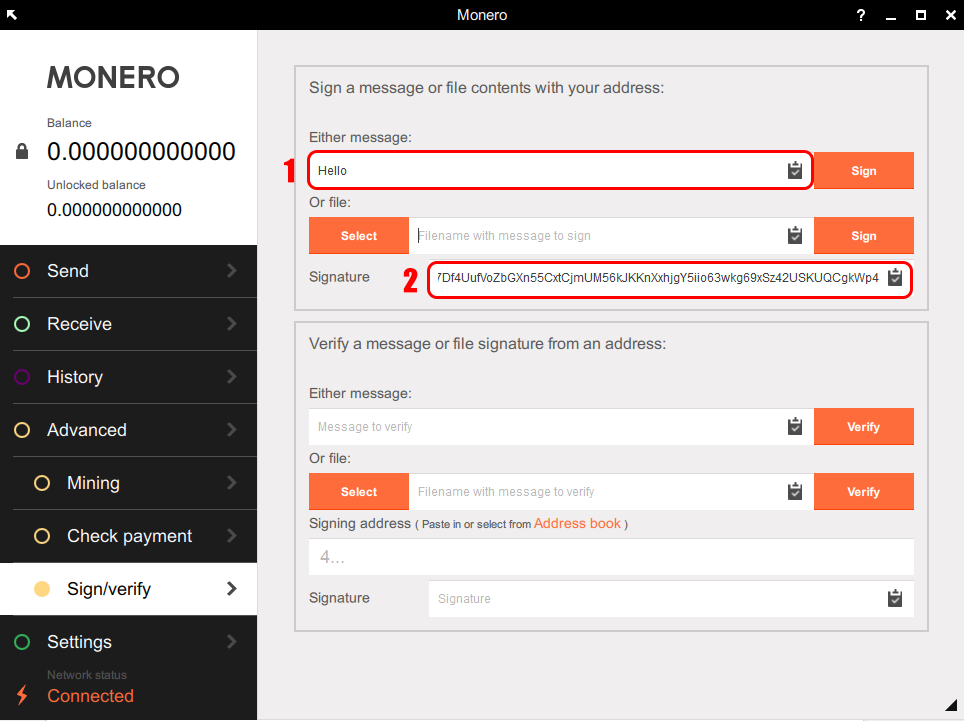 Monero
?
MONERO
Balance
0.000000000000
Unlocked balance
0.000000000000
Send
Receive
History
Advanced
Mining
Check payment
Sign/verify
Settings
Network status
Connected
Sign a message or file contents with your address:
Either message:
1 Hello Sign
Or file:
Select Filename with message to sign Sign
Signature 2 7Df4UufVoZbGXn55CxtCjmUM56kJKKnXxhjgY5iio63wkg69xSz42USKUQCgkWp4
Verify a message or file signature from an address:
Either message:
Message to verify Verify
Or file:
Select Filename with message to verify Verify
Signing address ( Paste in or select from Address book )
4...
Signature Signature